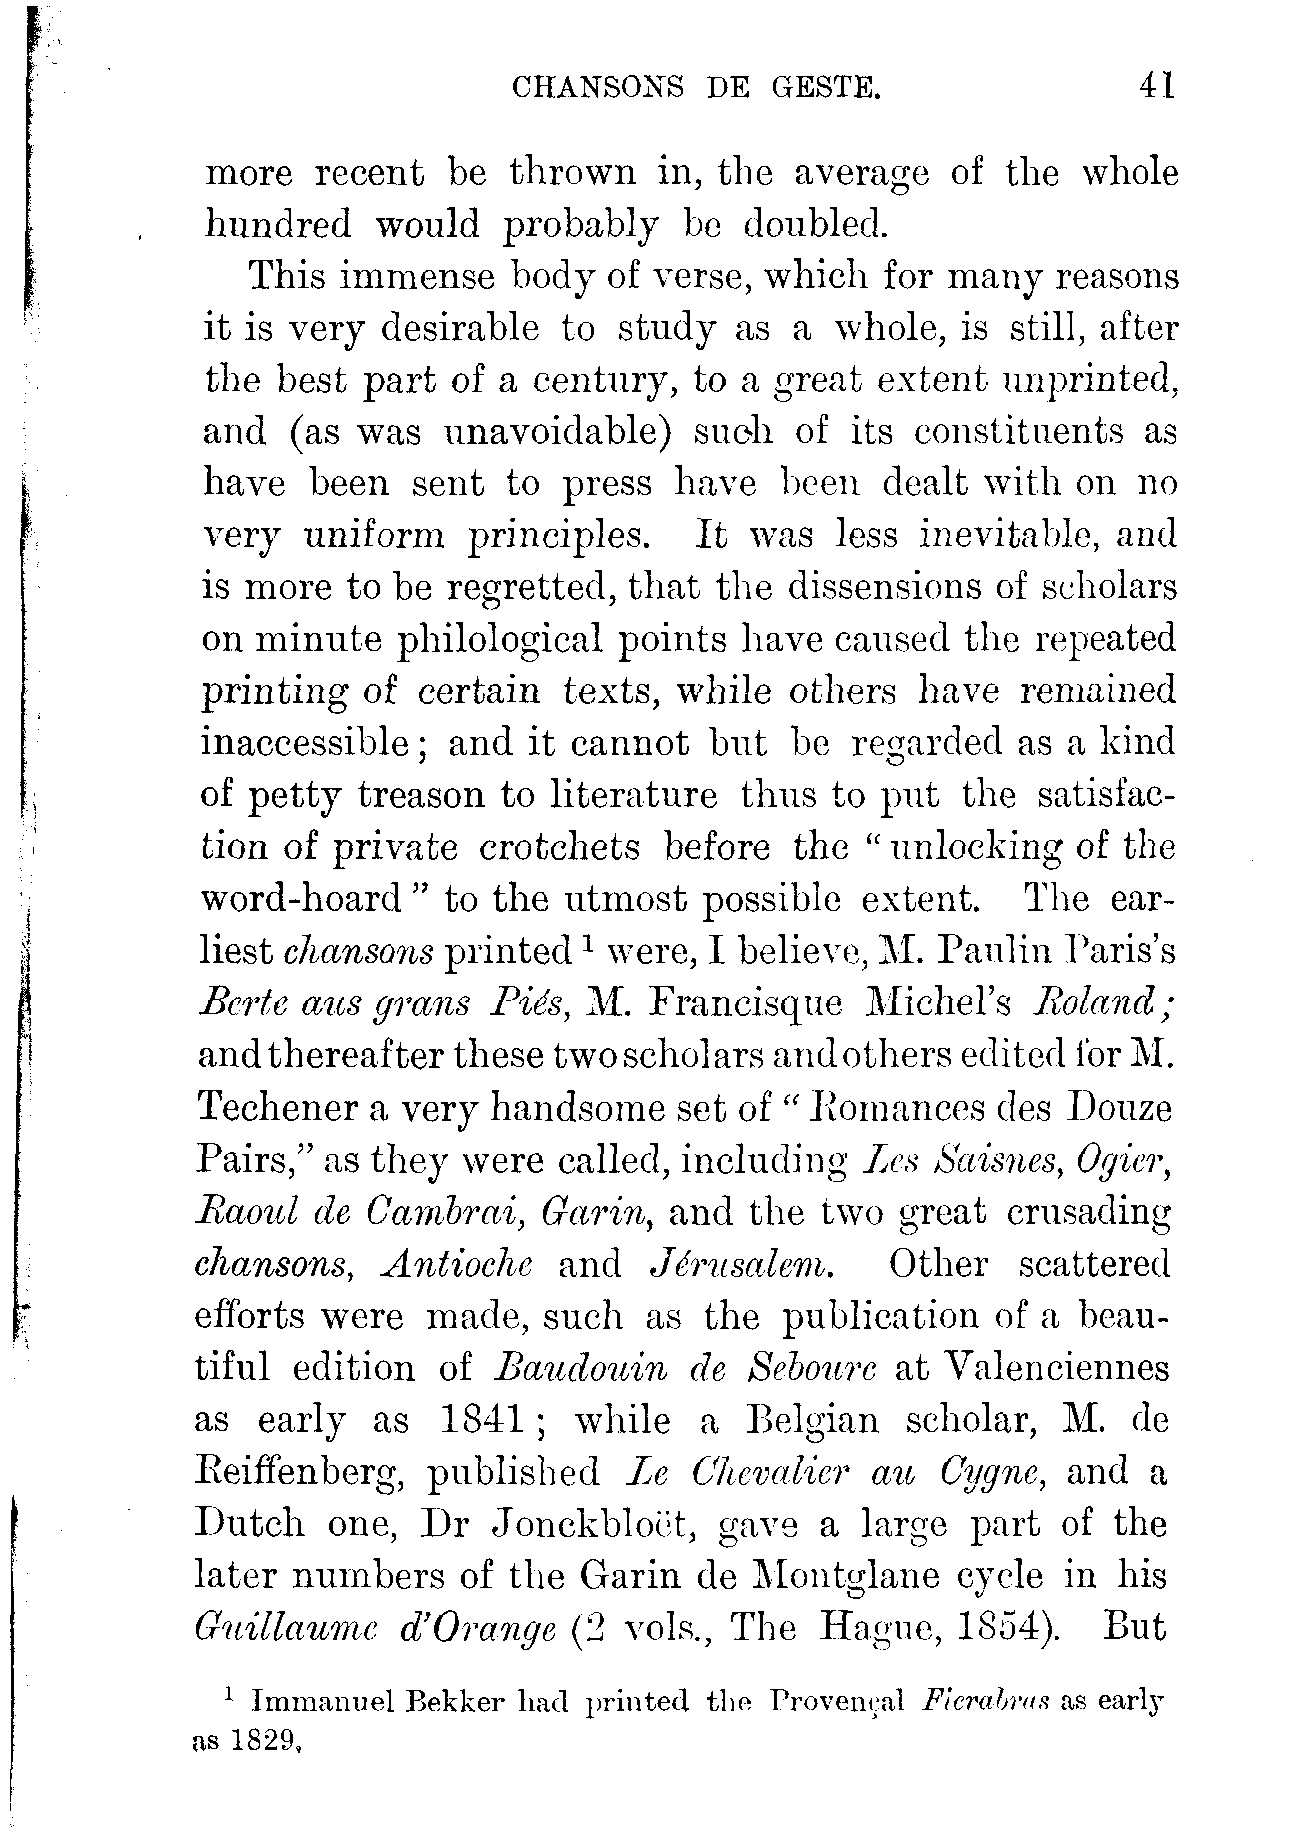 CHANSONS DE GESTE. 41
more recent be thrown in, the average of the whole
hundred would probably be doubled.
This immense body of verse, which for many reasons
it is very desirable to study as a whole, is still, after
the best part of a century, to a great extent unprinted,
and (as was unavoidable) such of its constituents as
have been sent to press have been dealt with on no
very uniform principles. It was less inevitable, and
is more to be regretted, that the dissensions of scholars
on minute philological points have caused the repeated
printing of certain texts, while others have remained
inaccessible; and it cannot but be regarded as a kind
of petty treason to literature thus to put the satisfac-
tion of private crotchets before the “unlocking of the
word-hoard” to the utmost possible extent. The ear-
liest chansons printed¹ were, I believe, M. Paulin Paris's
Berte aus grans Piés, M. Francisque Michel's Roland;
and thereafter these two scholars and others edited for M.
Techener a very handsome set of “Romances des Douze
Pairs,” as they were called, including Les Saisnes, Ogier,
Raoul de Cambrai, Garin, and the two great crusading
chansons, Antioche and Jérusalem. Other scattered
efforts were made, such as the publication of a beau-
tiful edition of Baudouin de Sebourc at Valenciennes
as early as 1841; while a Belgian scholar, M. de
Reiffenberg, published Le Chevalier au Cygne, and a
Dutch one, Dr Jonckbloët, gave a large part of the
later numbers of the Garin de Montglane cycle in his
Guillaume d'Orange (2 vols., The Hague, 1854). But
¹ Immanuel Bekker had printed the Provençal Fierabras as early
as 1829.